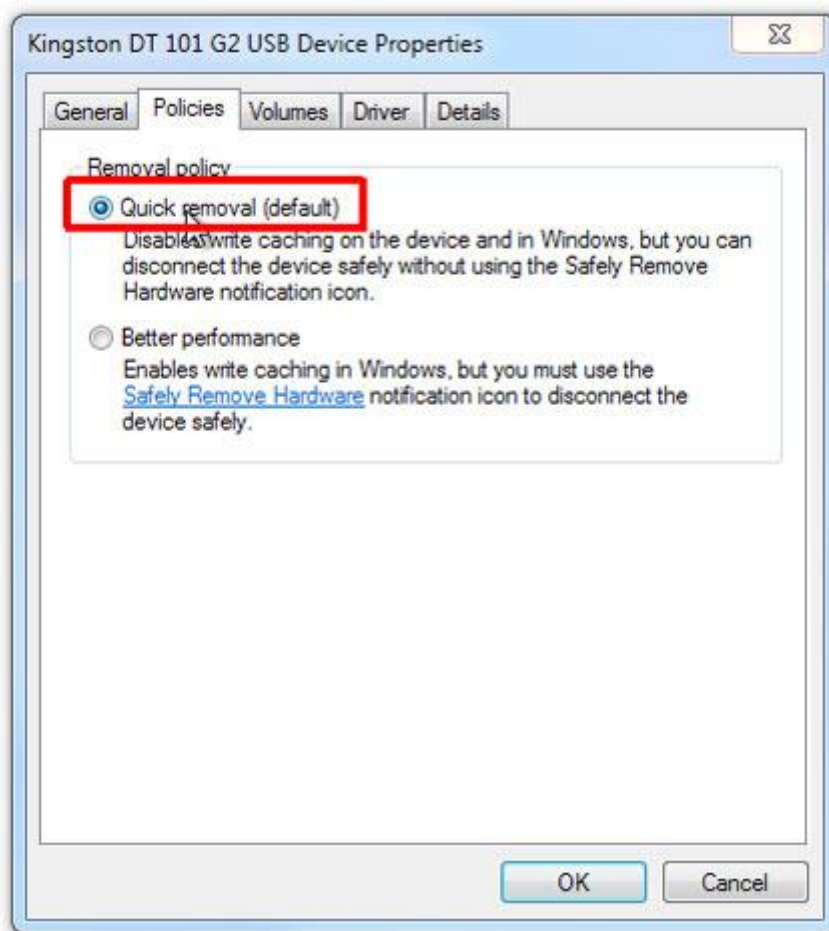 Kingston DT 101 G2 USB Device Properties
General Policies Volumes Driver Details
Removal policy
Quick removal (default)
Disables write caching on the device and in Windows, but you can
disconnect the device safely without using the Safely Remove
Hardware notification icon.
Better performance
Enables write caching in Windows, but you must use the
Safely Remove Hardware notification icon to disconnect the
device safely.
OK Cancel